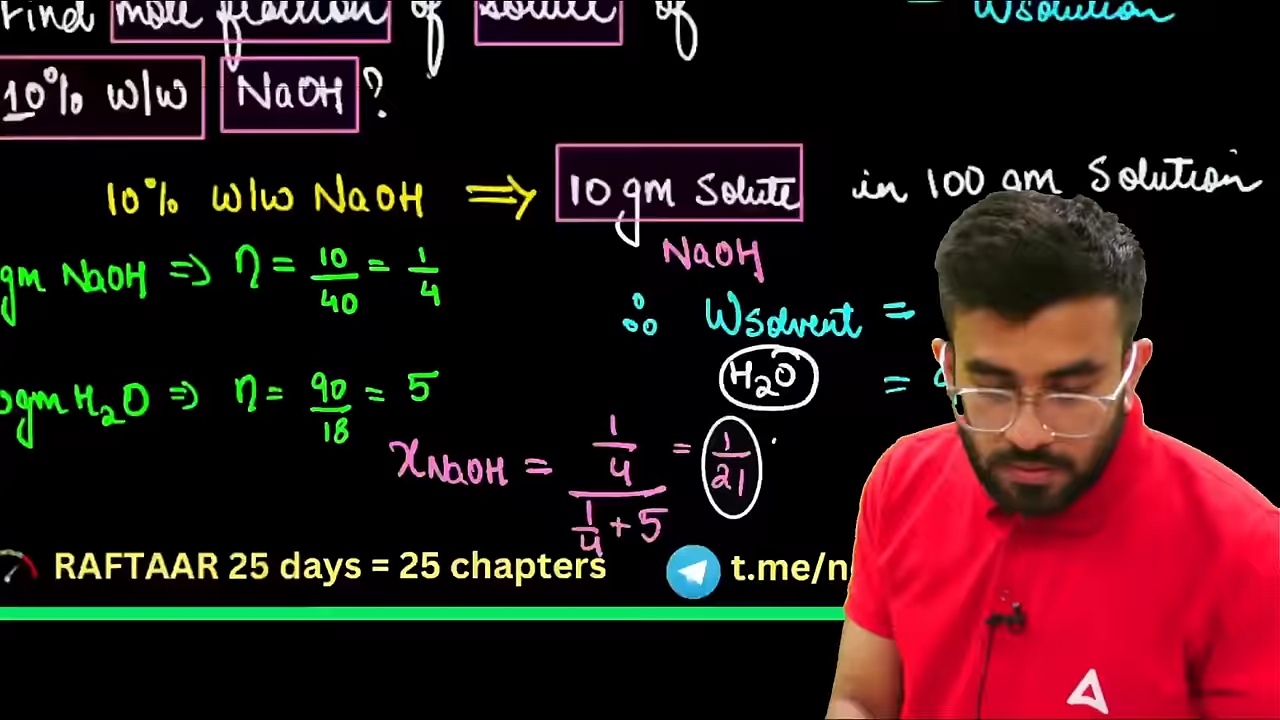 Find mole fraction of solute of
Wsolution
10% w/w NaOH?
10% w/w NaOH ⇒ 10 gm Solute in 100 gm Solution
NaOH
gm NaOH ⇒ η = 10/40 = 1/4
∴ Wsolvent =
H₂O =
gm H₂O ⇒ η = 90/18 = 5
xNaOH = (1/4)/(1/4 + 5) = 1/21
RAFTAAR 25 days = 25 chapters
t.me/n